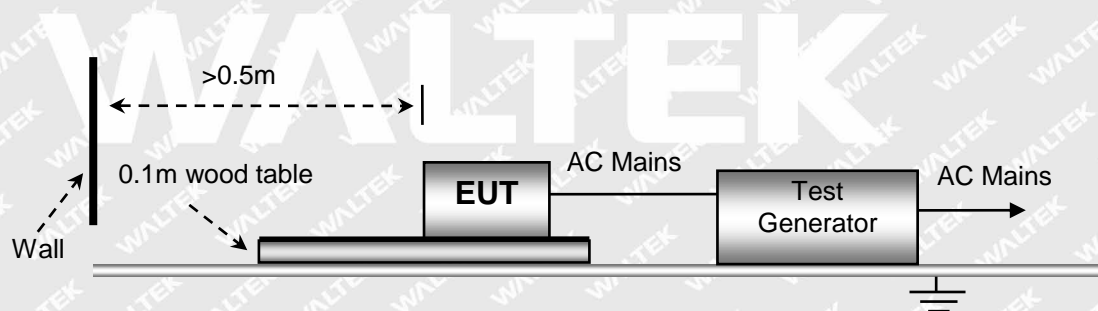 WALTEK
>0.5m
0.1m wood table
Wall
EUT
AC Mains
Test
Generator
AC Mains